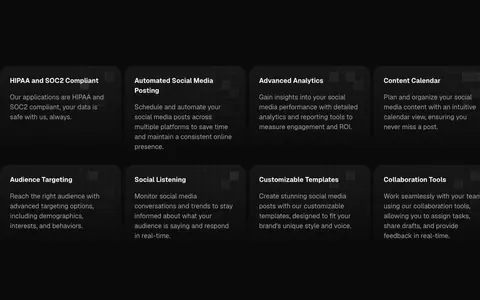 HIPAA and SOC2 Compliant
Our applications are HIPAA and
SOC2 compliant, your data is
safe with us, always.
Automated Social Media
Posting
Schedule and automate your
social media posts across
multiple platforms to save time
and maintain a consistent online
presence.
Advanced Analytics
Gain insights into your social
media performance with detailed
analytics and reporting tools to
measure engagement and ROI.
Content Calendar
Plan and organize your social
media content with an intuitive
calendar view, ensuring you
never miss a post.
Audience Targeting
Reach the right audience with
advanced targeting options,
including demographics,
interests, and behaviors.
Social Listening
Monitor social media
conversations and trends to stay
informed about what your
audience is saying and respond
in real-time.
Customizable Templates
Create stunning social media
posts with our customizable
templates, designed to fit your
brand's unique style and voice.
Collaboration Tools
Work seamlessly with your team
using our collaboration tools,
allowing you to assign tasks,
share drafts, and provide
feedback in real-time.